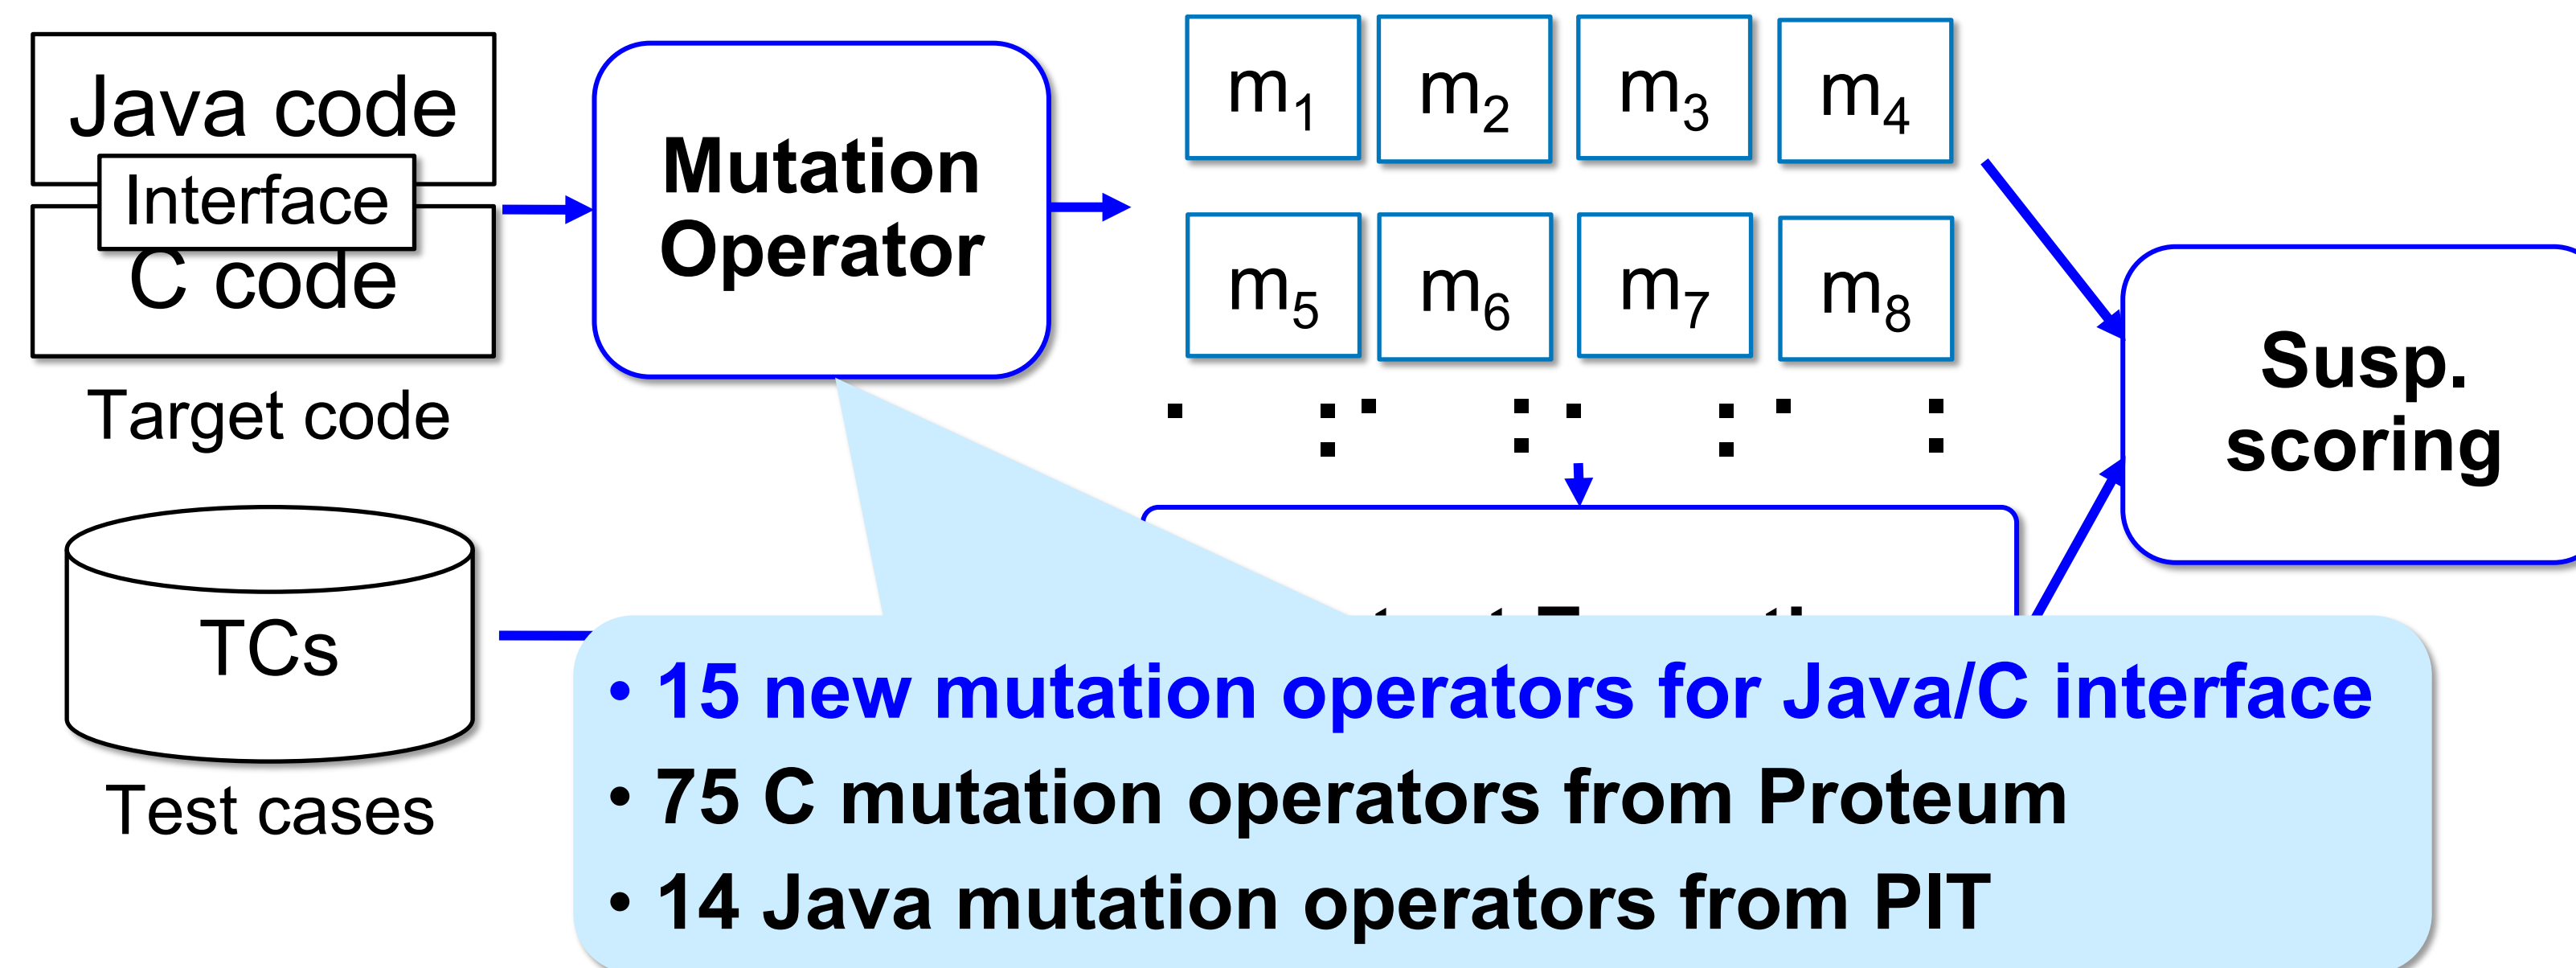 Java code
Interface
C code
Target code
TCs
Test cases
Mutation
Operator
m₁ m₂ m₃ m₄
m₅ m₆ m₇ m₈
Susp.
scoring
• 15 new mutation operators for Java/C interface
• 75 C mutation operators from Proteum
• 14 Java mutation operators from PIT